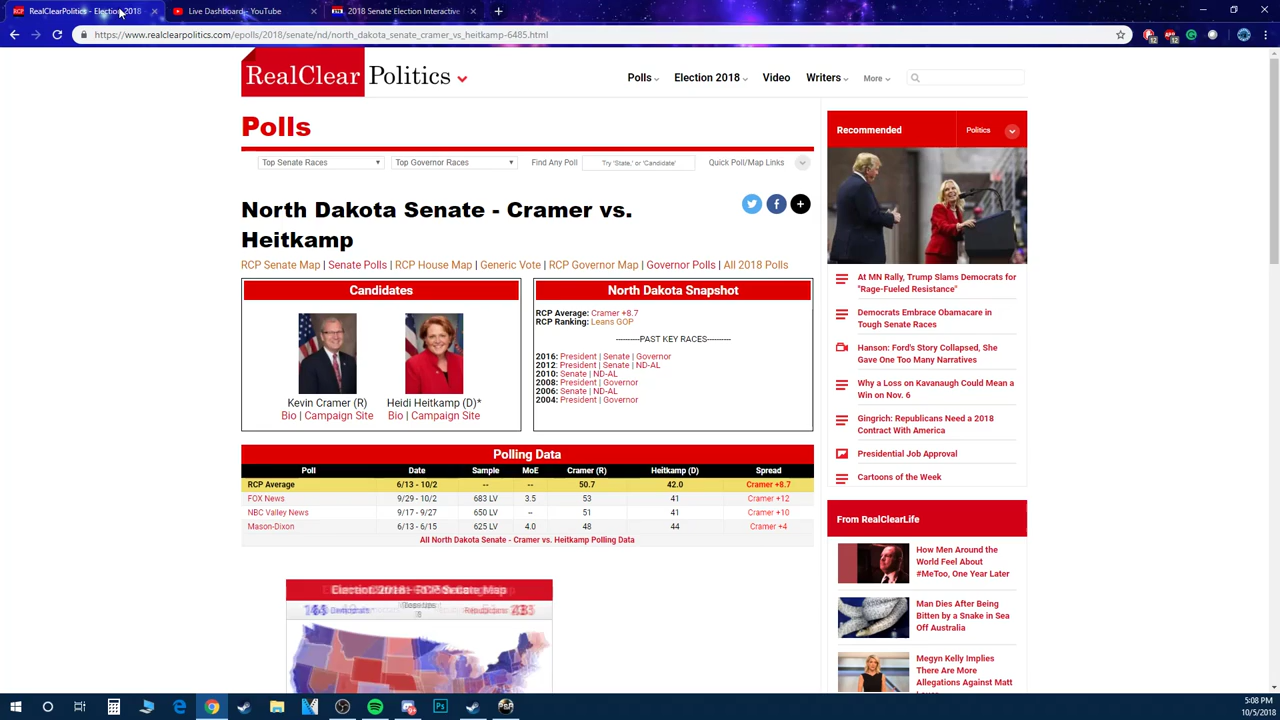 RealClearPolitics - Election 2018
Live Dashboard
270
https://www.realclearpolitics.com/epolls/2018/senate/nd/north_dakota_senate_cramer_vs_heitkamp-6485.html
12
12
RealClear Politics
Polls
Election 2018
Video
Writers
More
Polls
Top Senate Races
Top Governor Races
Find Any Poll
Try 'State,' or 'Candidate'
Quick Poll/Map Links
North Dakota Senate - Cramer vs.
Heitkamp
RCP Senate Map | Senate Polls | RCP House Map | Generic Vote | RCP Governor Map | Governor Polls | All 2018 Polls
Candidates
Kevin Cramer (R)
Bio | Campaign Site
Heidi Heitkamp (D)*
Bio | Campaign Site
North Dakota Snapshot
RCP Average: Cramer +8.7
RCP Ranking: Leans GOP
----------PAST KEY RACES----------
2016: President | Senate | Governor
2012: President | Senate | ND-AL
2010: Senate | ND-AL
2008: President | Governor
2006: Senate | ND-AL
2004: President | Governor
Polling Data
Poll Date Sample MoE Cramer (R) Heitkamp (D) Spread
RCP Average 6/13 - 10/2 -- -- 50.7 42.0 Cramer +8.7
FOX News 9/29 - 10/2 683 LV 3.5 53 41 Cramer +12
NBC Valley News 9/17 - 9/27 650 LV -- 51 41 Cramer +10
Mason-Dixon 6/13 - 6/15 625 LV 4.0 48 44 Cramer +4
All North Dakota Senate - Cramer vs. Heitkamp Polling Data
Recommended
Politics
At MN Rally, Trump Slams Democrats for
"Rage-Fueled Resistance"
Democrats Embrace Obamacare in
Tough Senate Races
Hanson: Ford's Story Collapsed, She
Gave One Too Many Narratives
Why a Loss on Kavanaugh Could Mean a
Win on Nov. 6
Gingrich: Republicans Need a 2018
Contract With America
Presidential Job Approval
Cartoons of the Week
From RealClearLife
How Men Around the
World Feel About
#MeToo, One Year Later
Man Dies After Being
Bitten by a Snake in Sea
Off Australia
Megyn Kelly Implies
There Are More
Allegations Against Matt
5:08 PM
10/5/2018